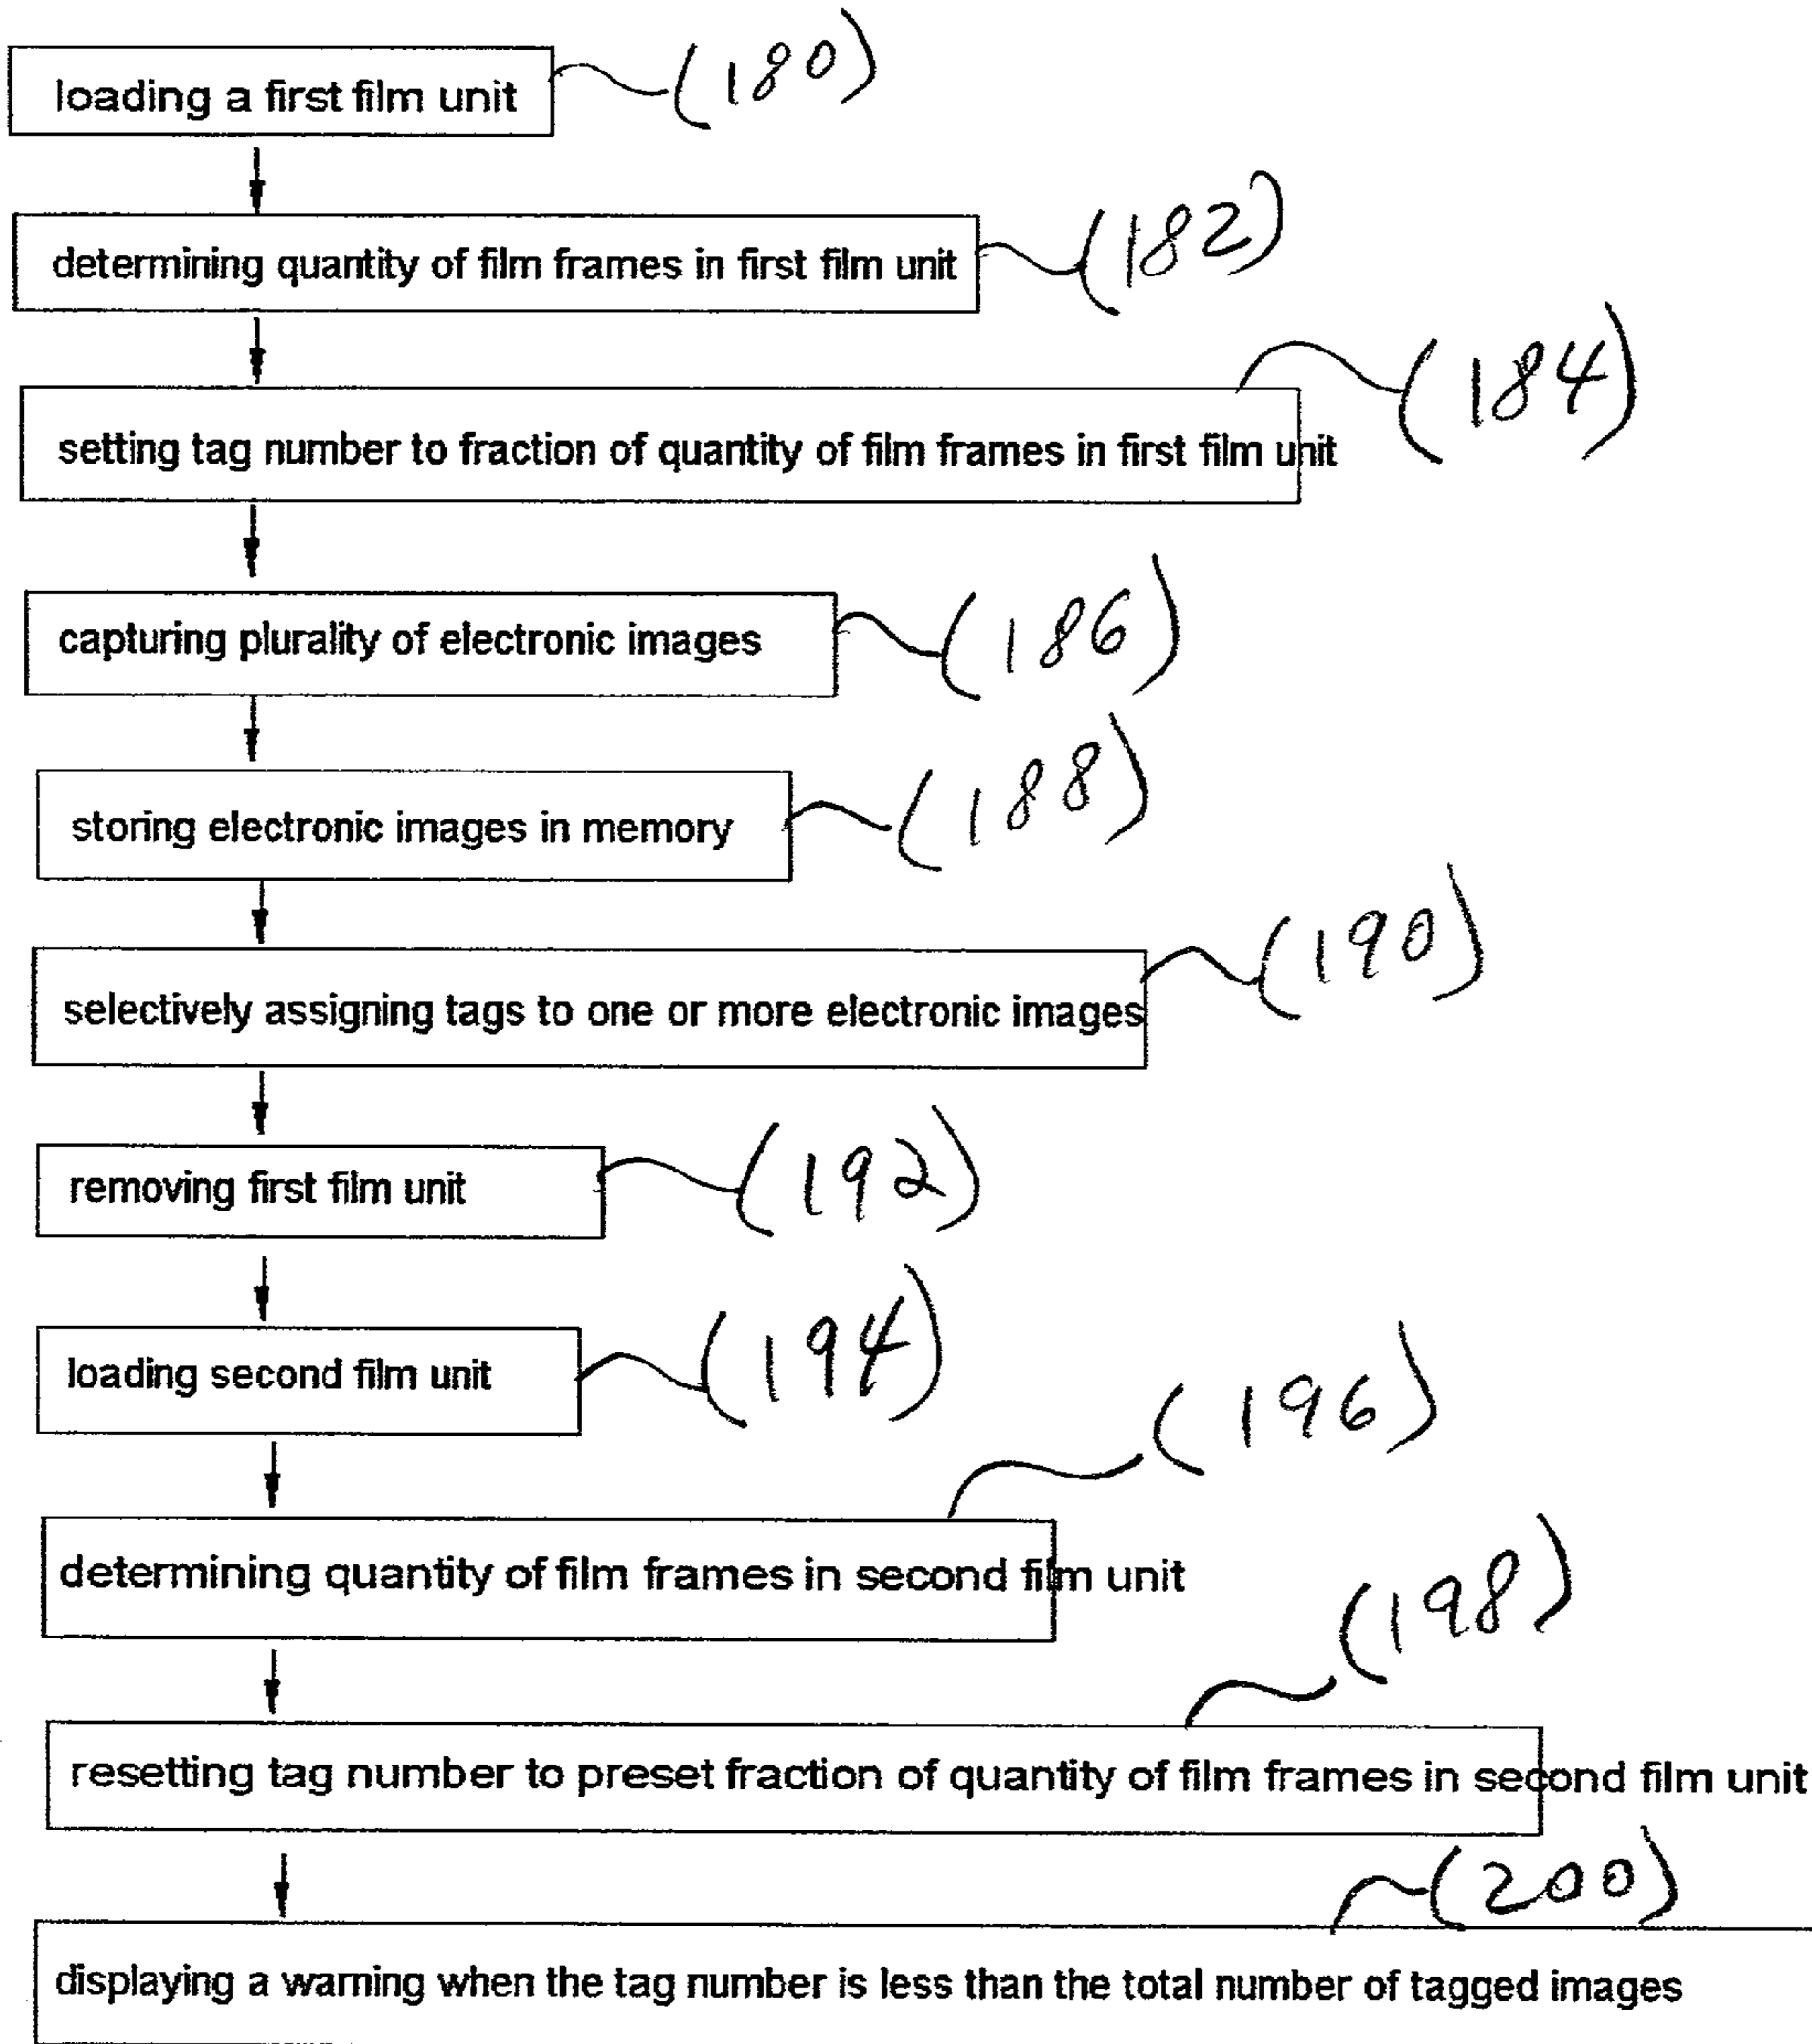 loading a first film unit (180)
determining quantity of film frames in first film unit (182)
setting tag number to fraction of quantity of film frames in first film unit (184)
capturing plurality of electronic images (186)
storing electronic images in memory (188)
selectively assigning tags to one or more electronic images (190)
removing first film unit (192)
loading second film unit (194)
determining quantity of film frames in second film unit (196)
resetting tag number to preset fraction of quantity of film frames in second film unit (198)
displaying a warning when the tag number is less than the total number of tagged images (200)